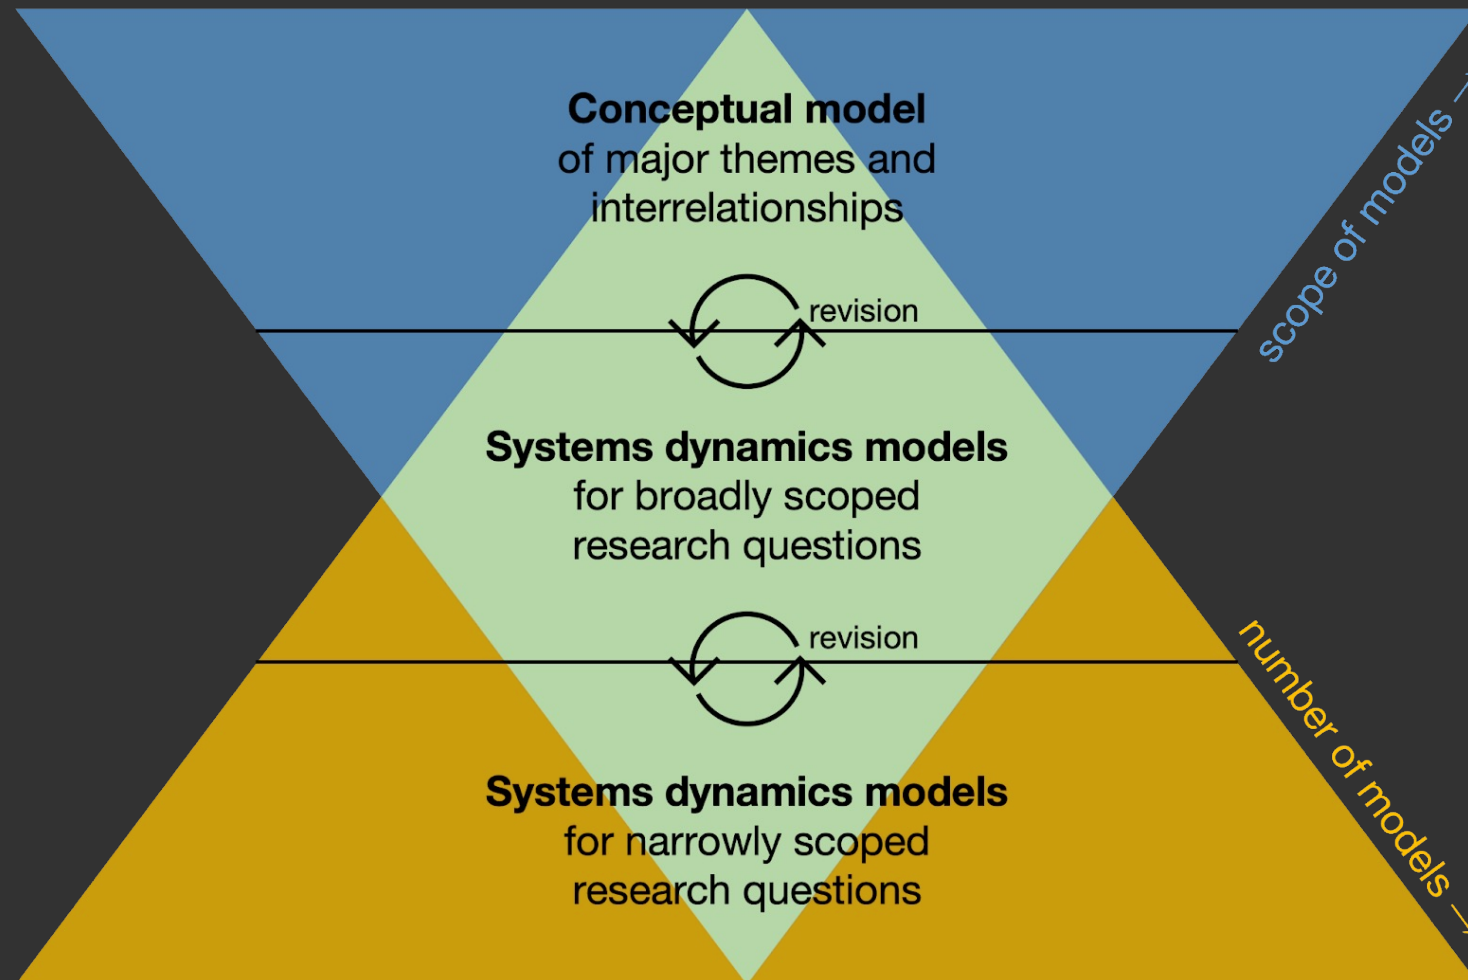 Conceptual model
of major themes and
interrelationships
revision
scope of models →
Systems dynamics models
for broadly scoped
research questions
revision
number of models →
Systems dynamics models
for narrowly scoped
research questions